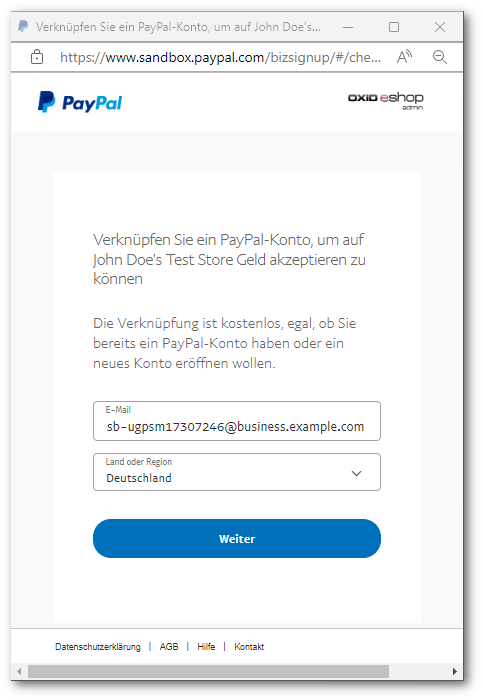 Verknüpfen Sie ein PayPal-Konto, um auf John Doe's...
https://www.sandbox.paypal.com/bizsignup/#/che...
PayPal
OXID eshop
admin
Verknüpfen Sie ein PayPal-Konto, um auf
John Doe's Test Store Geld akzeptieren zu
können
Die Verknüpfung ist kostenlos, egal, ob Sie
bereits ein PayPal-Konto haben oder ein
neues Konto eröffnen wollen.
E-Mail
sb-ugpsm17307246@business.example.com
Land oder Region
Deutschland
Weiter
Datenschutzerklärung | AGB | Hilfe | Kontakt